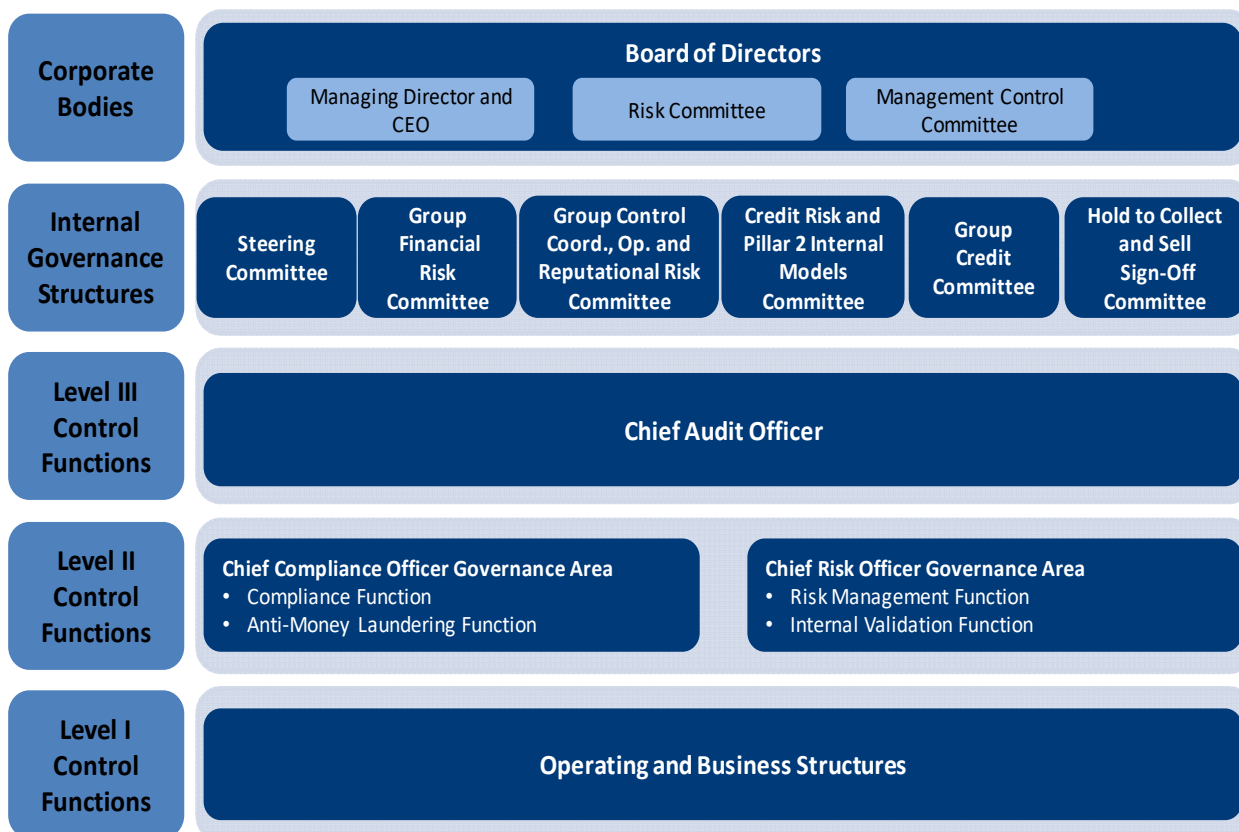 Corporate
Bodies
Board of Directors
Managing Director and
CEO
Risk Committee
Management Control
Committee
Internal
Governance
Structures
Steering
Committee
Group
Financial
Risk
Committee
Group Control
Coord., Op. and
Reputational Risk
Committee
Credit Risk and
Pillar 2 Internal
Models
Committee
Group
Credit
Committee
Hold to Collect
and Sell
Sign-Off
Committee
Level III
Control
Functions
Chief Audit Officer
Level II
Control
Functions
Chief Compliance Officer Governance Area
• Compliance Function
• Anti-Money Laundering Function
Chief Risk Officer Governance Area
• Risk Management Function
• Internal Validation Function
Level I
Control
Functions
Operating and Business Structures